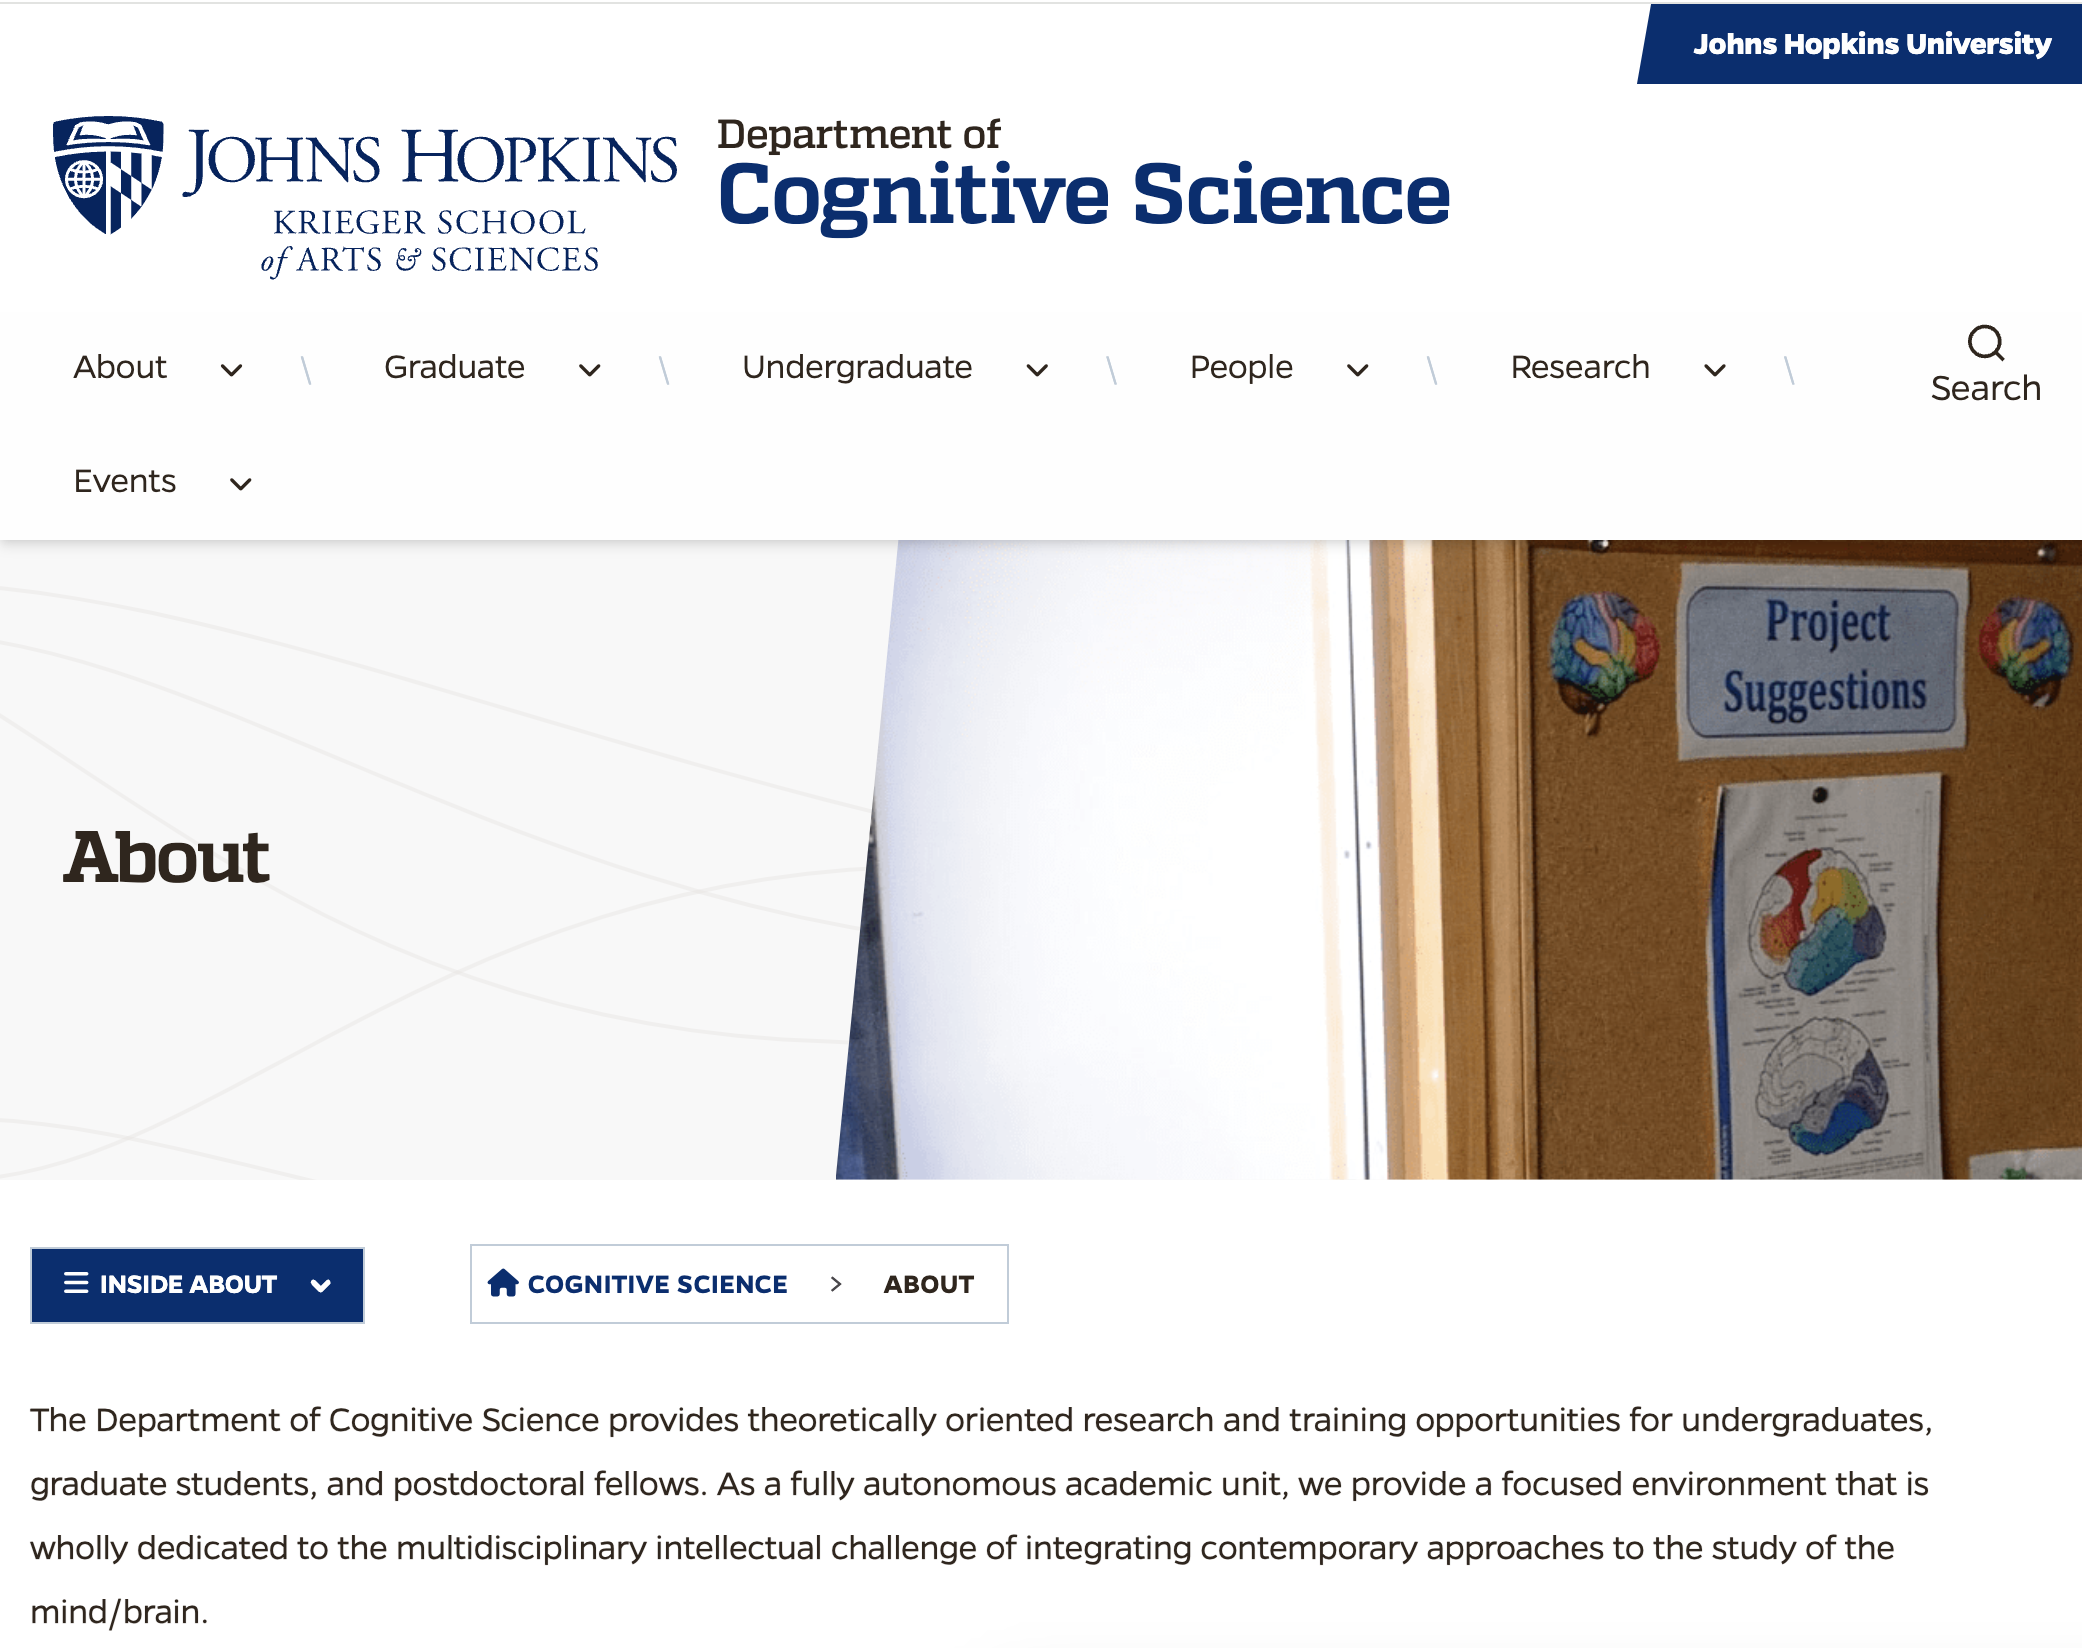 Johns Hopkins University
JOHNS HOPKINS
KRIEGER SCHOOL
of ARTS & SCIENCES
Department of
Cognitive Science
About
Graduate
Undergraduate
People
Research
Search
Events
Project
Suggestions
About
INSIDE ABOUT
COGNITIVE SCIENCE > ABOUT
The Department of Cognitive Science provides theoretically oriented research and training opportunities for undergraduates,
graduate students, and postdoctoral fellows. As a fully autonomous academic unit, we provide a focused environment that is
wholly dedicated to the multidisciplinary intellectual challenge of integrating contemporary approaches to the study of the
mind/brain.